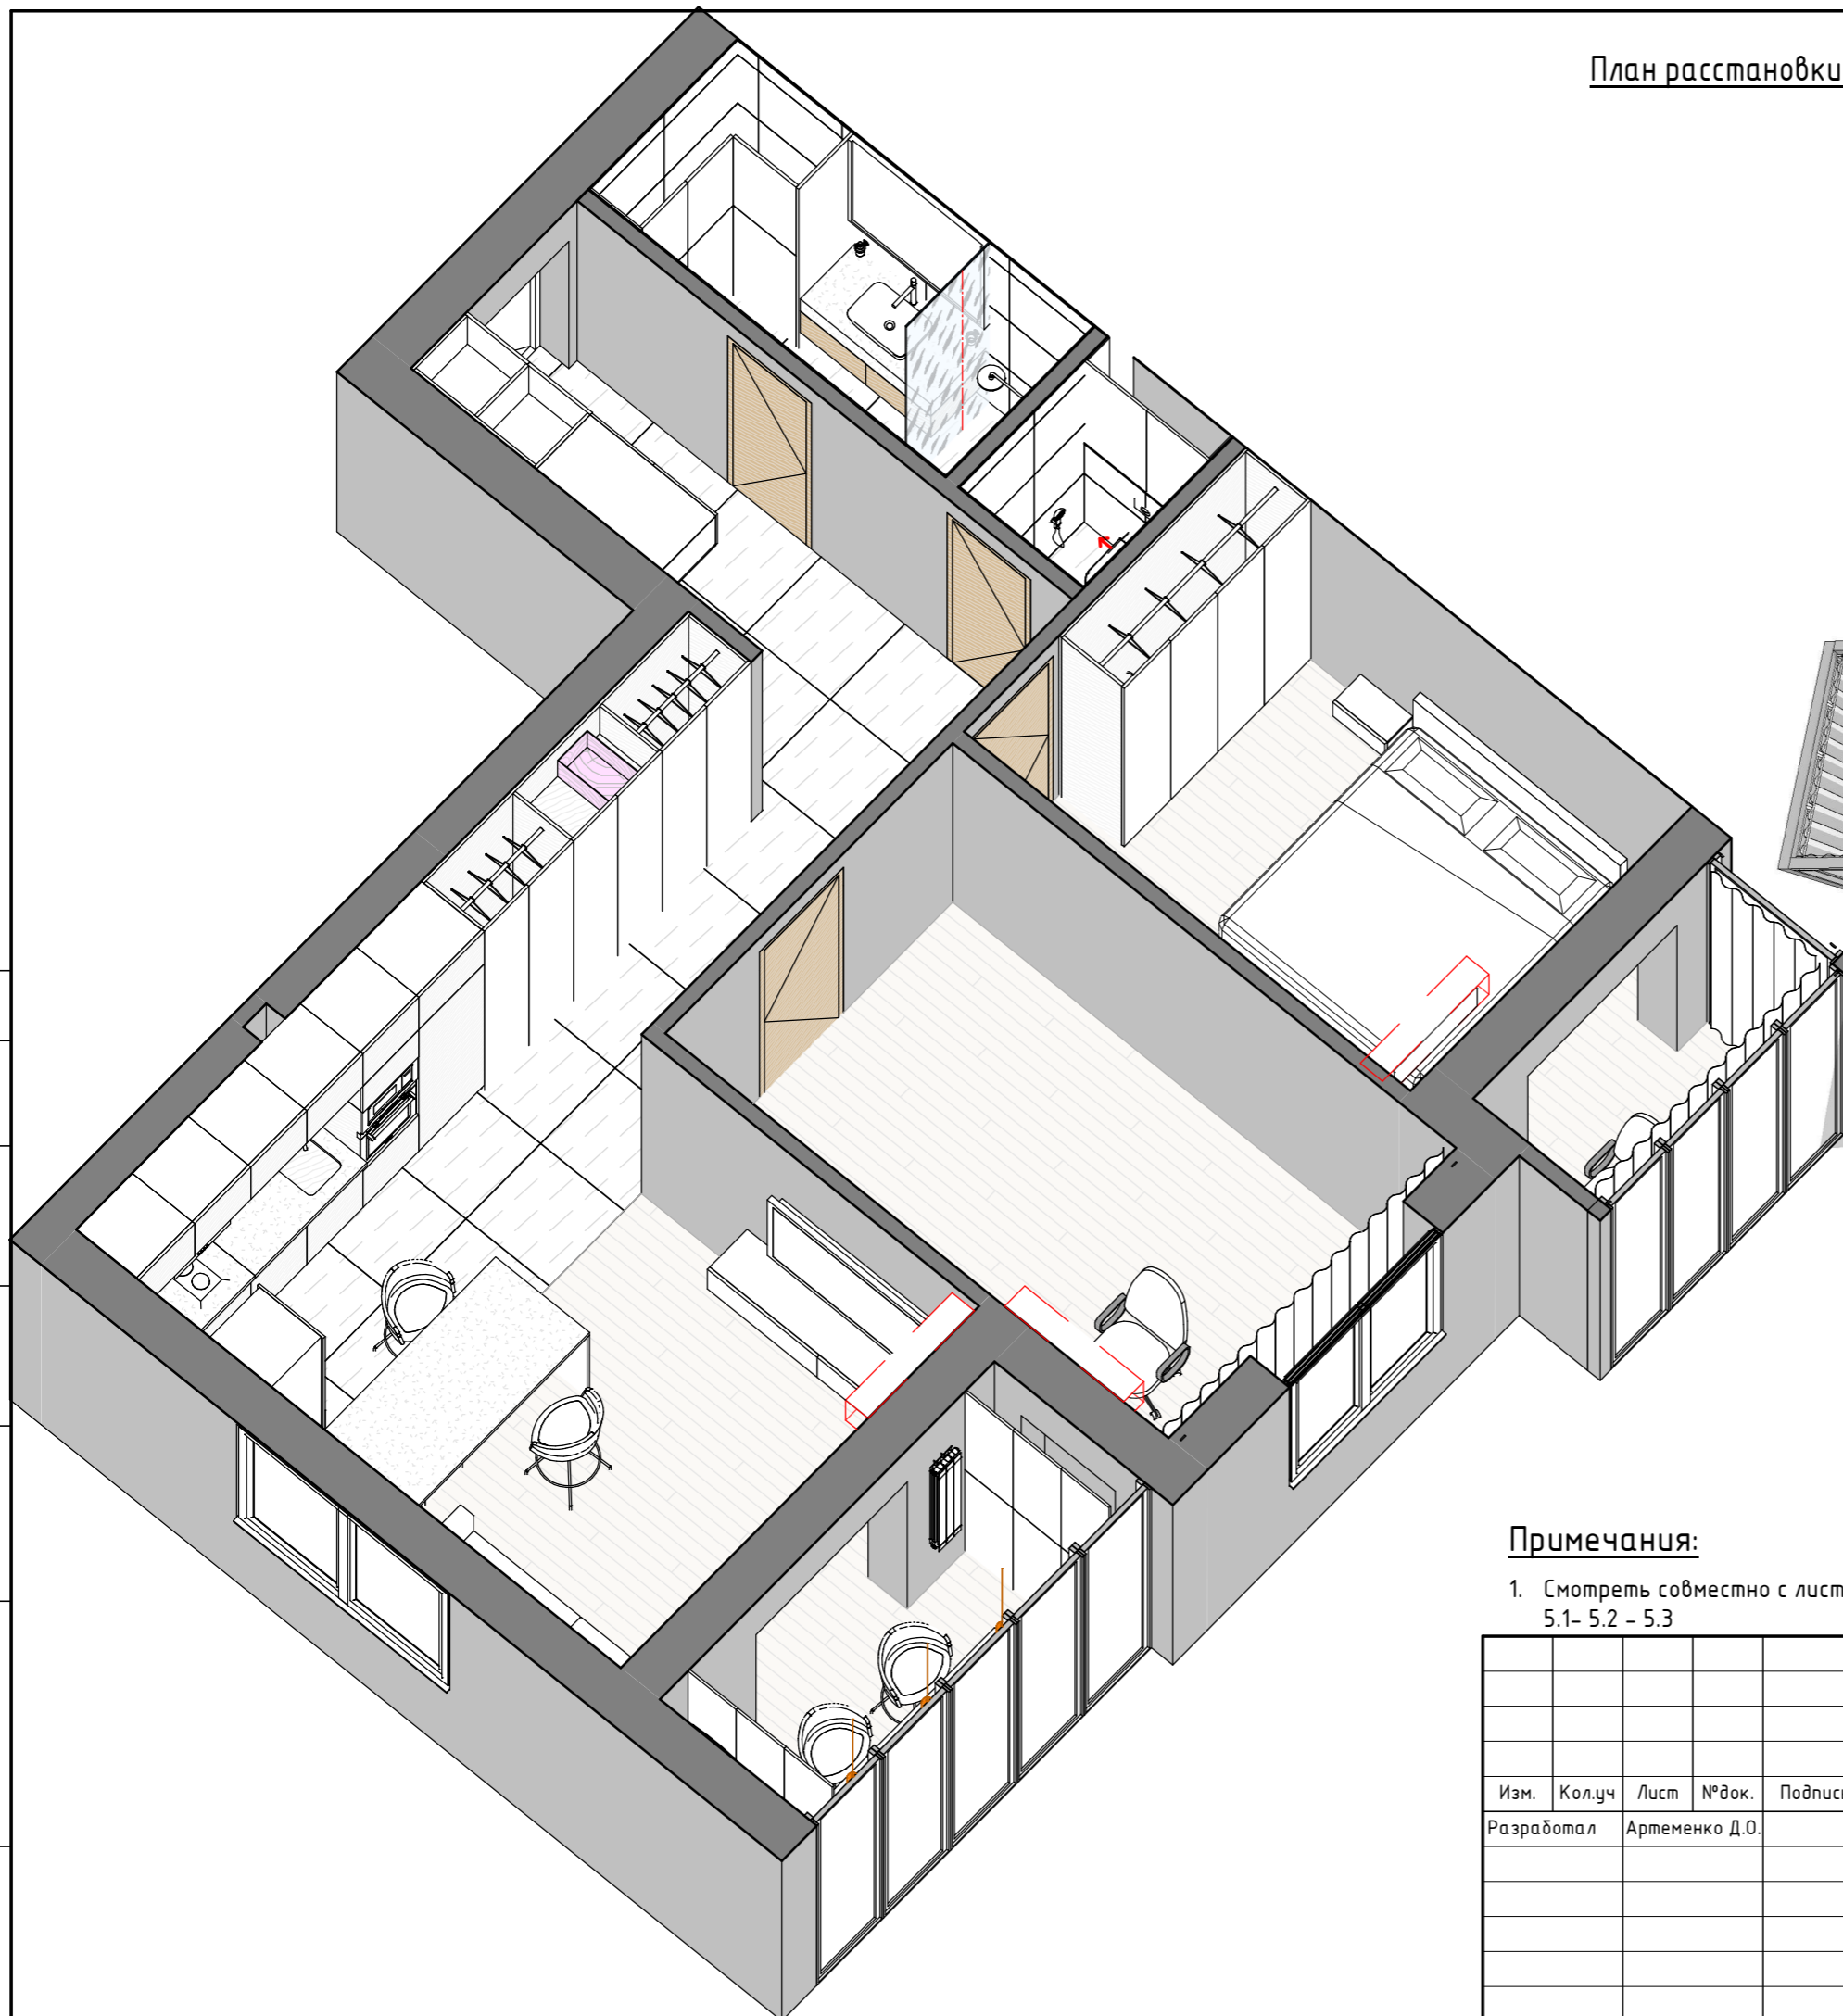 План расстановки
Примечания:
1. Смотреть совместно с лист
5.1- 5.2 - 5.3
Изм. Кол.уч Лист №док. Подпись
Разработал Артеменко Д.О.